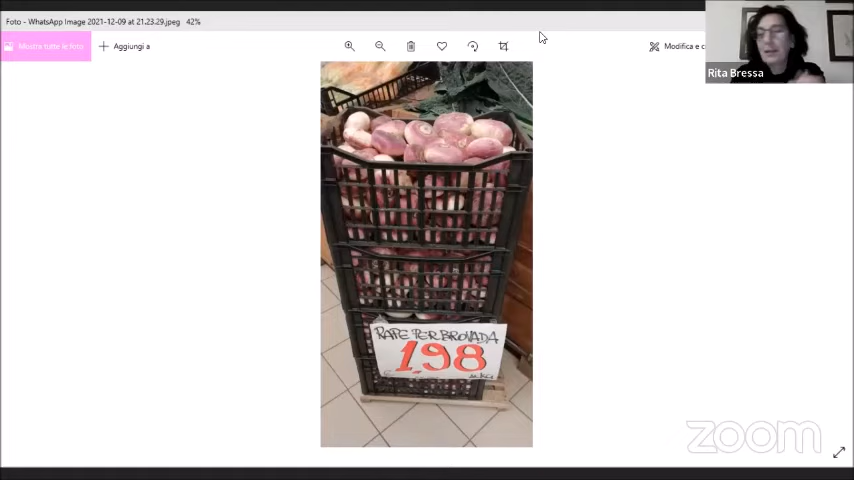 Foto - WhatsApp Image 2021-12-09 at 21.23.29.jpeg 42%
Mostra tutte le foto
Aggiungi a
Modifica e c
Rita Bressa
RAPE PER BROVADA
1,98
zoom